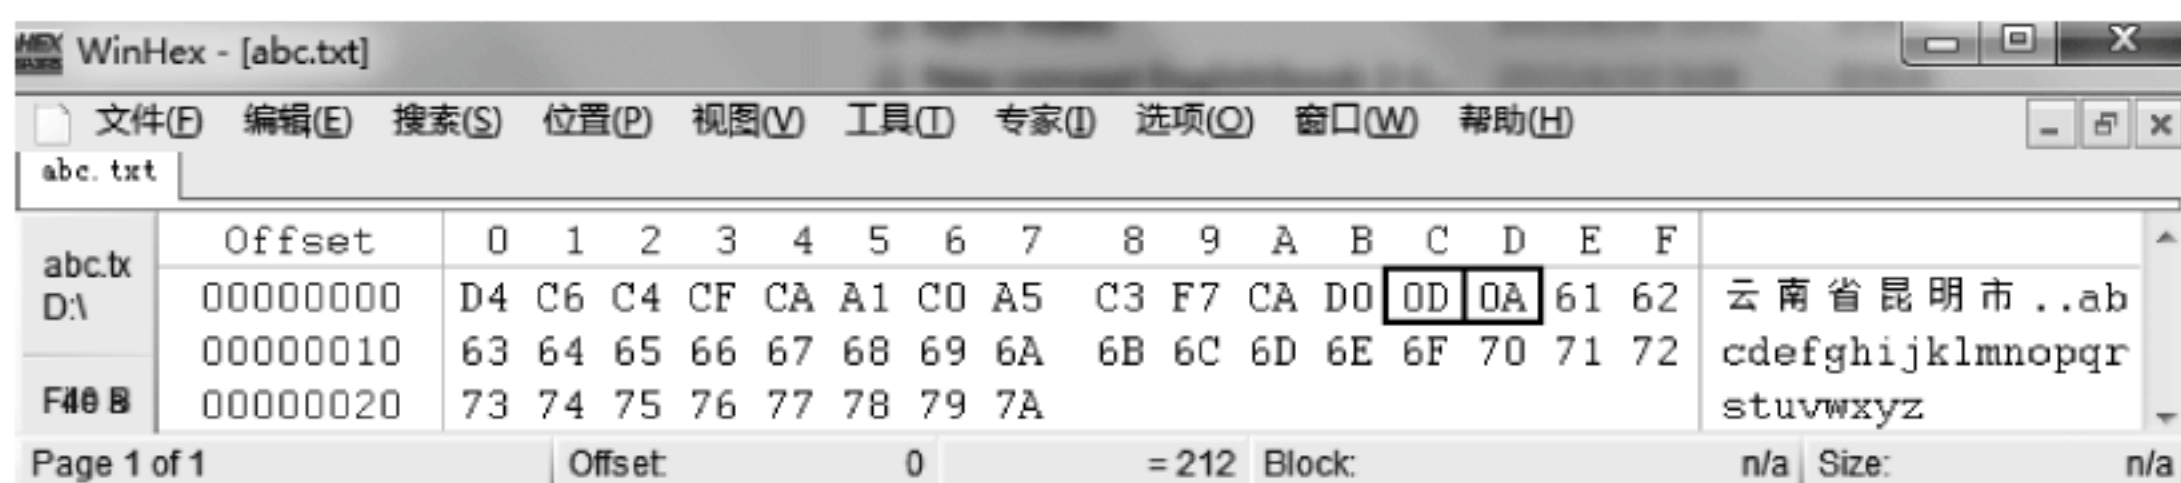 WinHex - [abc.txt]
文件(F) 编辑(E) 搜索(S) 位置(P) 视图(V) 工具(T) 专家(I) 选项(O) 窗口(W) 帮助(H)
abc.txt
Offset 0 1 2 3 4 5 6 7 8 9 A B C D E F
abc.tx
D:\
00000000 D4 C6 C4 CF CA A1 C0 A5 C3 F7 CA D0 0D 0A 61 62 云南省昆明市..ab
00000010 63 64 65 66 67 68 69 6A 6B 6C 6D 6E 6F 70 71 72 cdefghijklmnopqr
00000020 73 74 75 76 77 78 79 7A stuvwxyz
Page 1 of 1 Offset: 0 = 212 Block: n/a Size: n/a